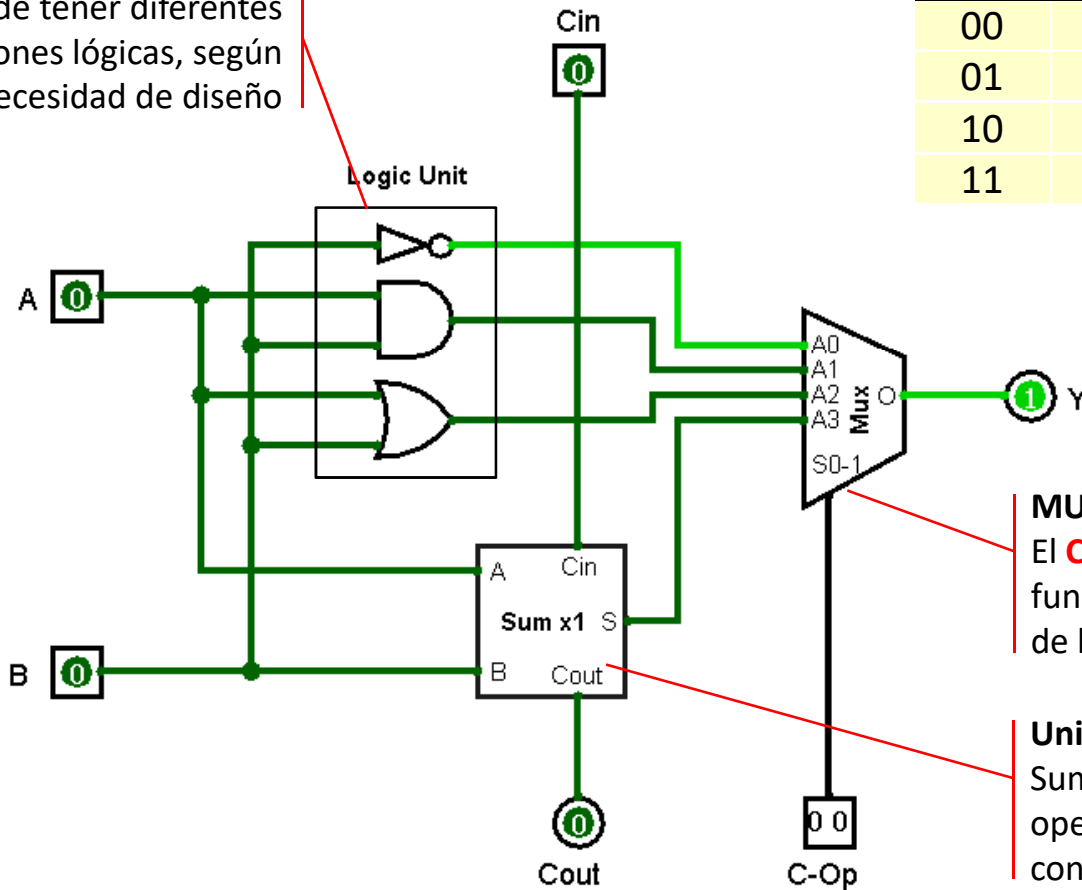 de tener diferentes
ones lógicas, según
ecesidad de diseño
Cin
0
00
01
10
11
Logic Unit
A 0
A0
A1
A2
A3
Mux
O
S0-1
1 Y
MU
El C
fun
de
A
Cin
Sum x1
S
B
Cout
B 0
Uni
Sum
ope
con
0
Cout
0 0
C-Op